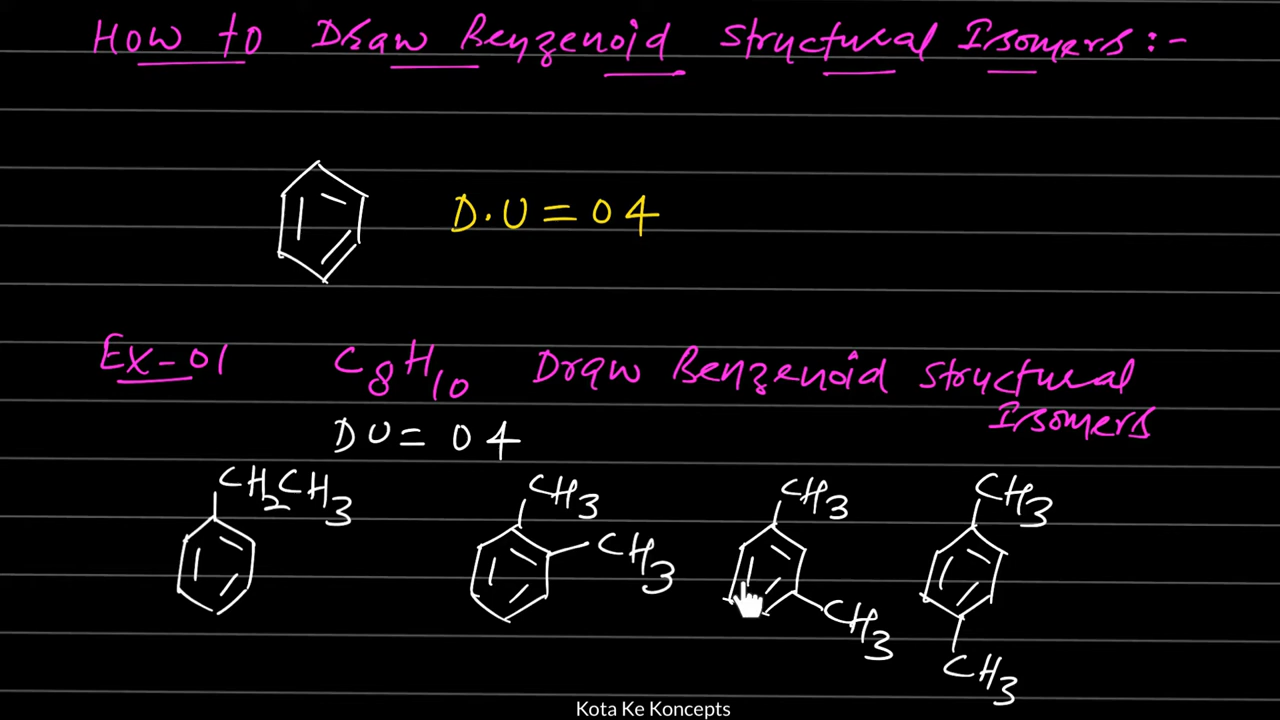 How to Draw Benzenoid Structural Isomers :-
D.U = 04
Ex-01 C8H10 Draw Benzenoid Structural
Isomers
DU = 04
CH2CH3 CH3 CH3 CH3
CH3
CH3
CH3
Kota Ke Koncepts